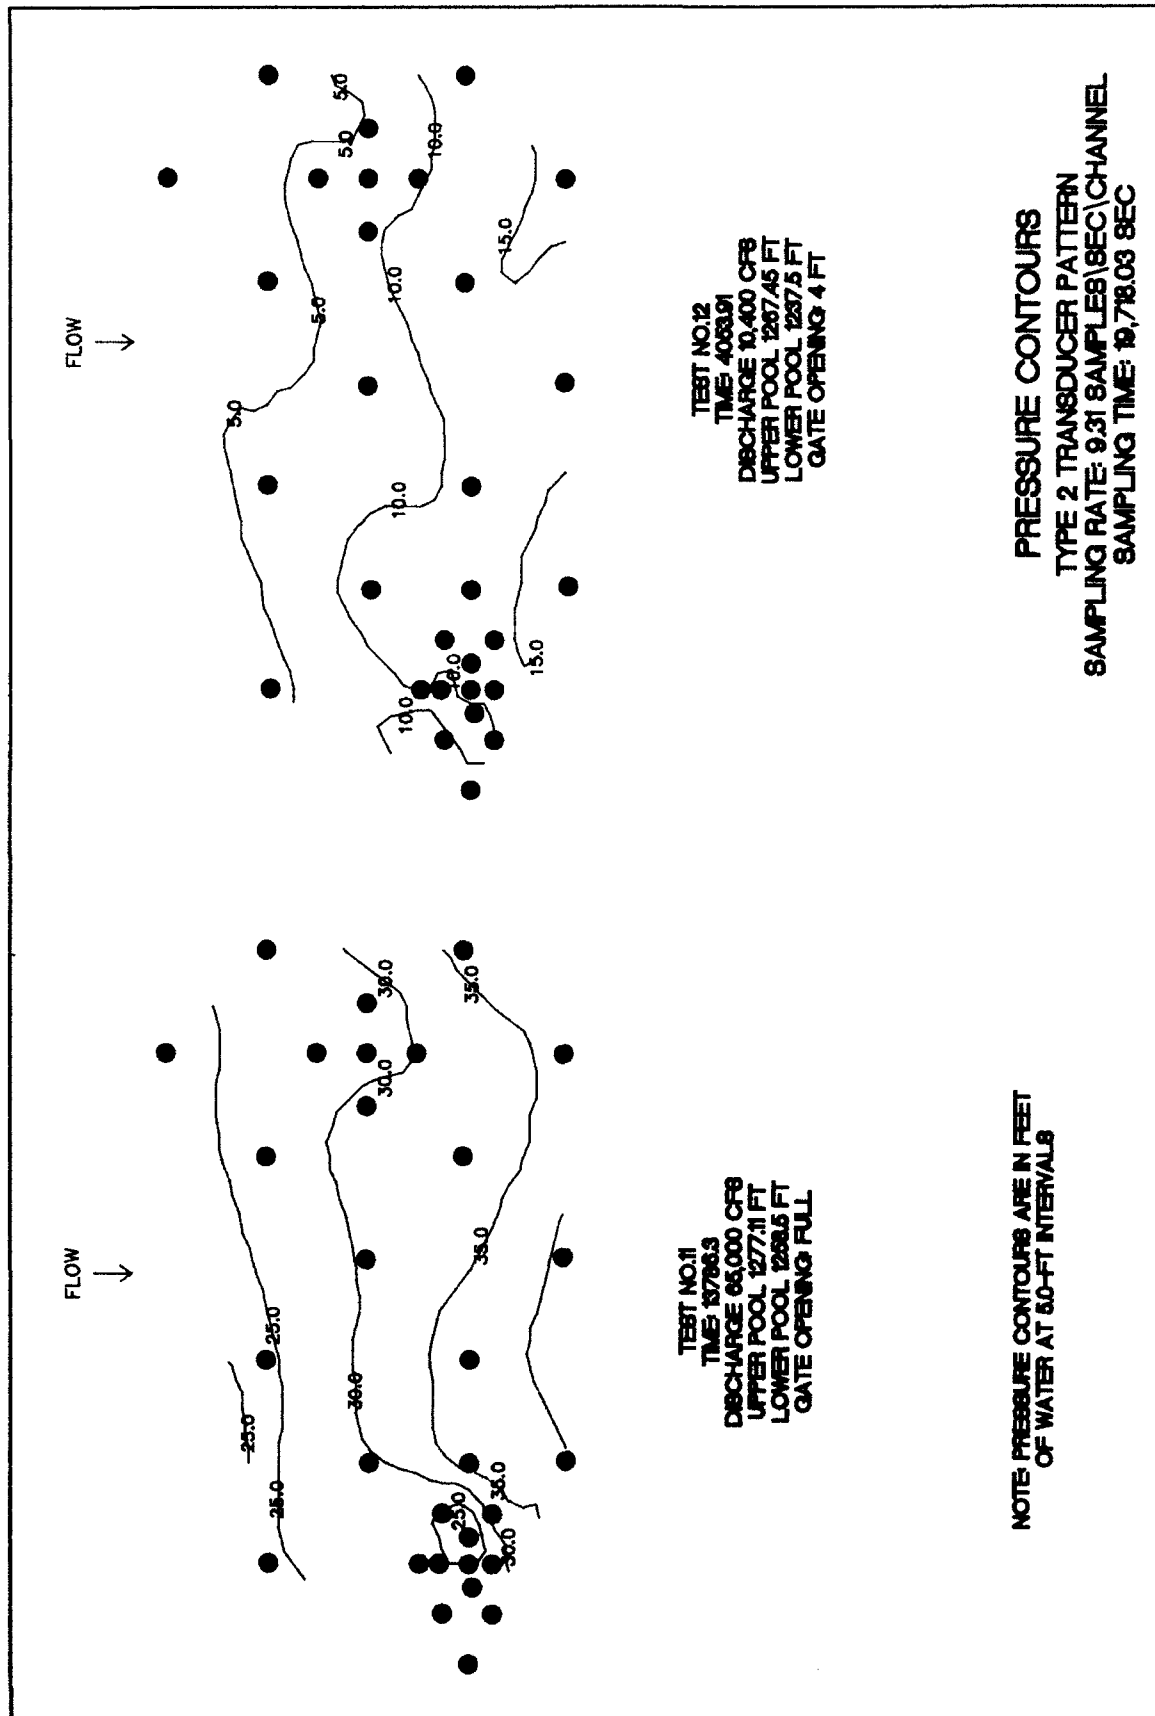 FLOW
5.0
5.0
10.0
5.0
15.0
10.0
5.0
10.0
10.0
15.0
10.0
TEST NO.12
TIME: 4053.91
DISCHARGE 10,400 CFS
UPPER POOL 1267.45 FT
LOWER POOL 1237.5 FT
GATE OPENING: 4 FT
FLOW
30.0
35.0
30.0
35.0
25.0
30.0
25.0
25.0
35.0
25.0
30.0
TEST NO.11
TIME: 13786.3
DISCHARGE 65,000 CFS
UPPER POOL 1277.11 FT
LOWER POOL 1268.5 FT
GATE OPENING: FULL
NOTE: PRESSURE CONTOURS ARE IN FEET
OF WATER AT 5.0-FT INTERVALS
PRESSURE CONTOURS
TYPE 2 TRANSDUCER PATTERN
SAMPLING RATE: 9.31 SAMPLES\SEC\CHANNEL
SAMPLING TIME: 19,718.03 SEC